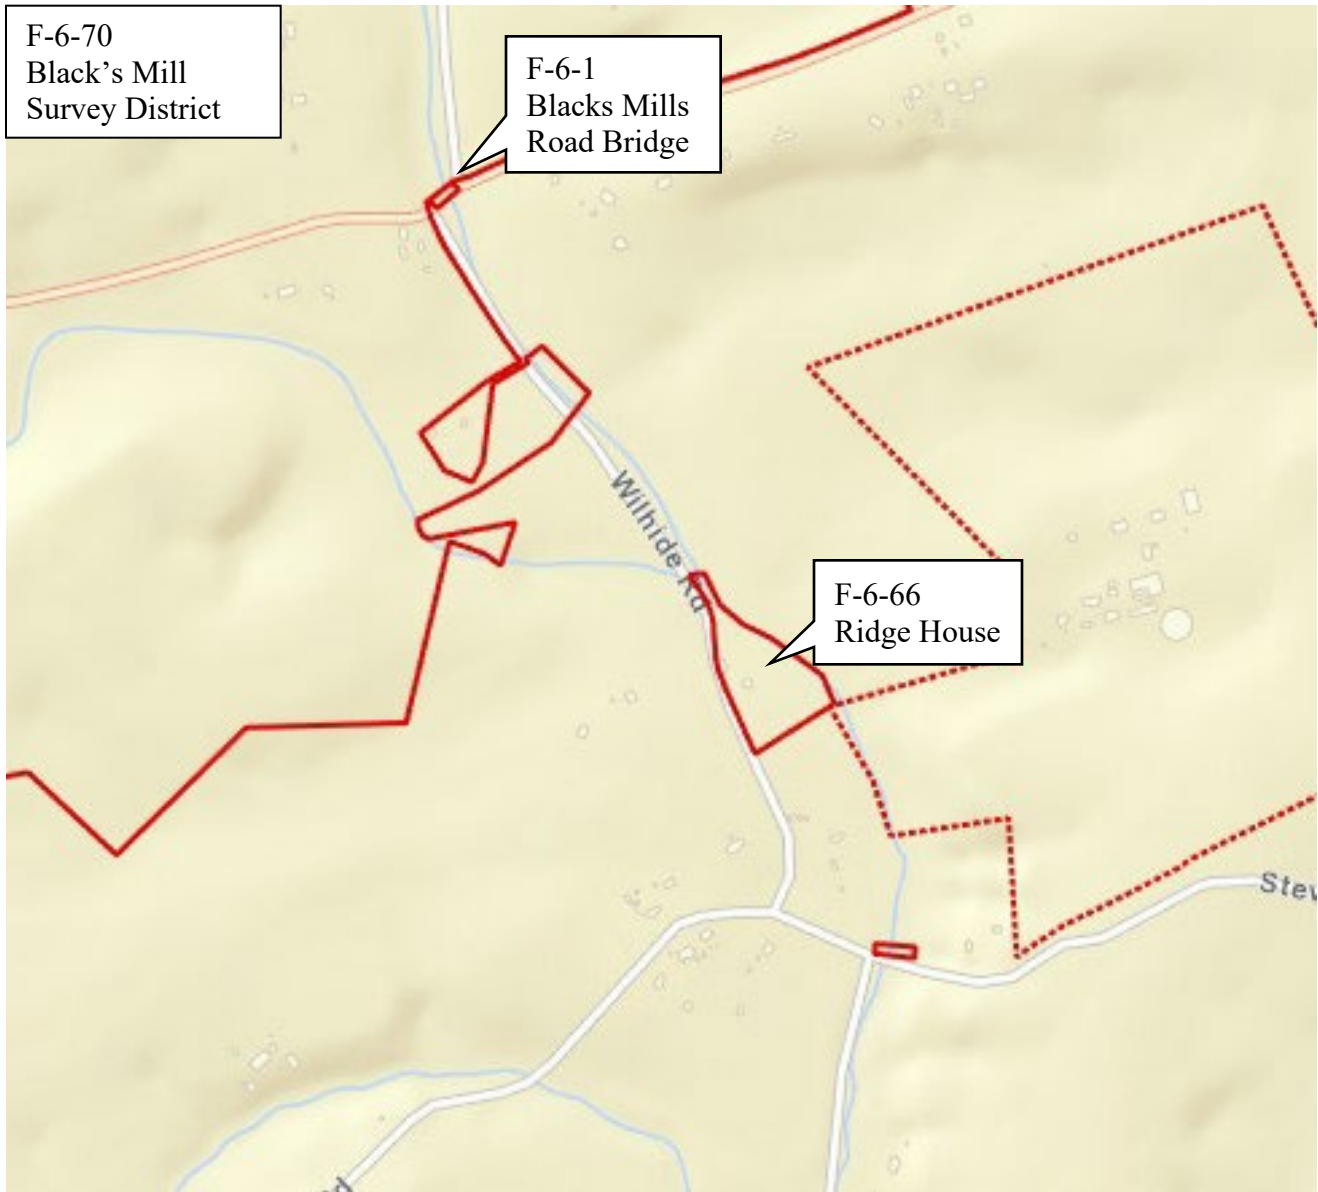 F-6-70
Black's Mill
Survey District
F-6-1
Blacks Mills
Road Bridge
Wilhide Rd
F-6-66
Ridge House
Stev
Rd